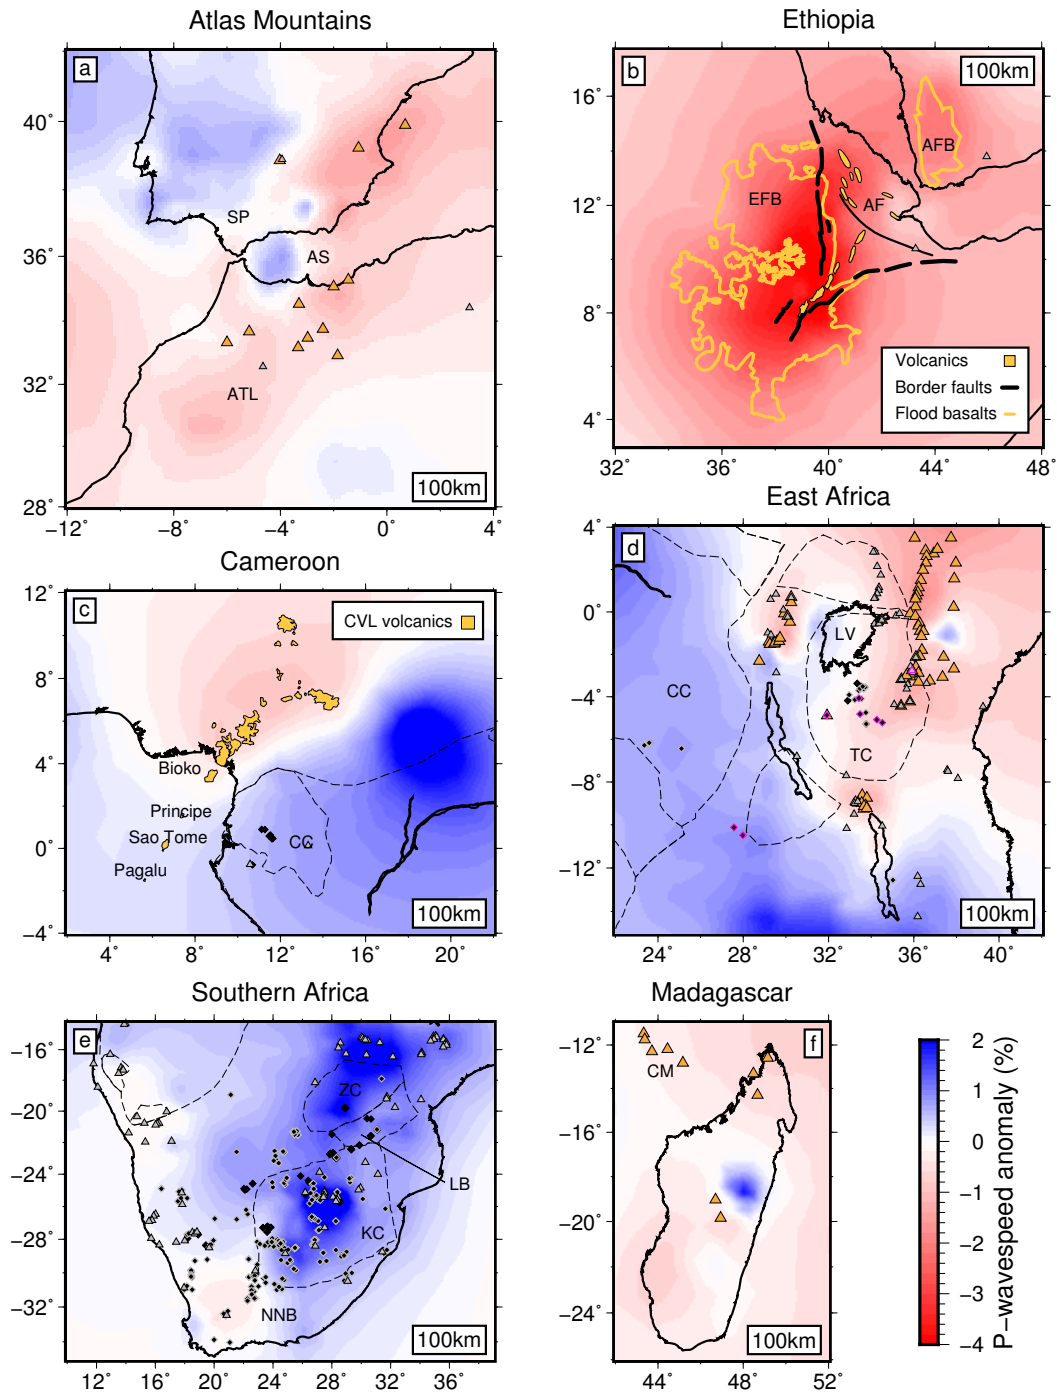 Atlas Mountains
a
40°
36°
32°
28°
−12 −8° −4° 0° 4°
SP
AS
ATL
100km
Ethiopia
b
100km
16°
12°
8°
4°
32° 36° 40° 44° 48°
AFB
EFB
AF
Volcanics
Border faults
Flood basalts
Cameroon
c
CVL volcanics
12°
8°
4°
0°
−4°
4° 8° 12° 16° 20°
Bioko
Principe
Sao Tome
Pagalu
CC
100km
East Africa
d
4°
0°
−4°
−8°
−12°
24° 28° 32° 36° 40°
LV
CC
TC
100km
Southern Africa
e
−16°
−20°
−24°
−28°
−32°
12° 16° 20° 24° 28° 32° 36°
ZC
LB
KC
NNB
100km
Madagascar
f
−12°
−16°
−20°
−24°
44° 48° 52°
CM
100km
2
1
0
−1
−2
−3
−4
P−wavespeed anomaly (%)